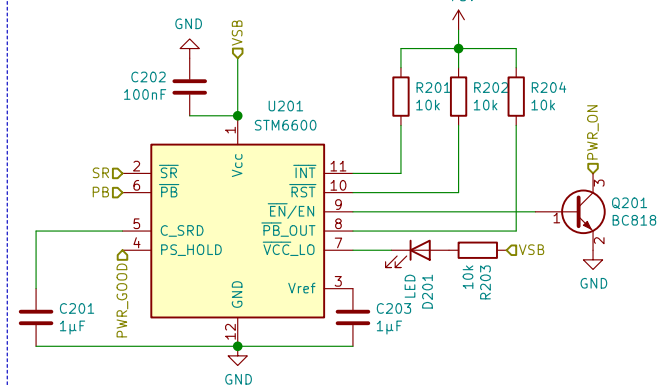 GND
VSB
C202
100nF
U201
STM6600
R201
10k
R202
10k
R204
10k
PWR_ON
1
Vcc
SR
2
SR
INT
11
PB
6
PB
RST
10
3
9
EN/EN
1
Q201
BC818
5
C_SRD
PB_OUT
8
2
4
PS_HOLD
VCC_LO
7
VSB
GND
PWR_GOOD
LED
D201
10k
R203
Vref
3
GND
C201
1µF
C203
1µF
12
GND